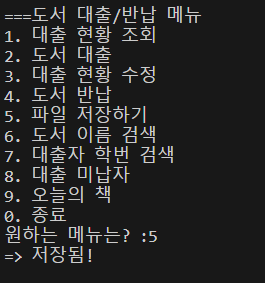 ===도서 대출/반납 메뉴
1. 대출 현황 조회
2. 도서 대출
3. 대출 현황 수정
4. 도서 반납
5. 파일 저장하기
6. 도서 이름 검색
7. 대출자 학번 검색
8. 대출 미납자
9. 오늘의 책
0. 종료
원하는 메뉴는? :5
=> 저장됨!